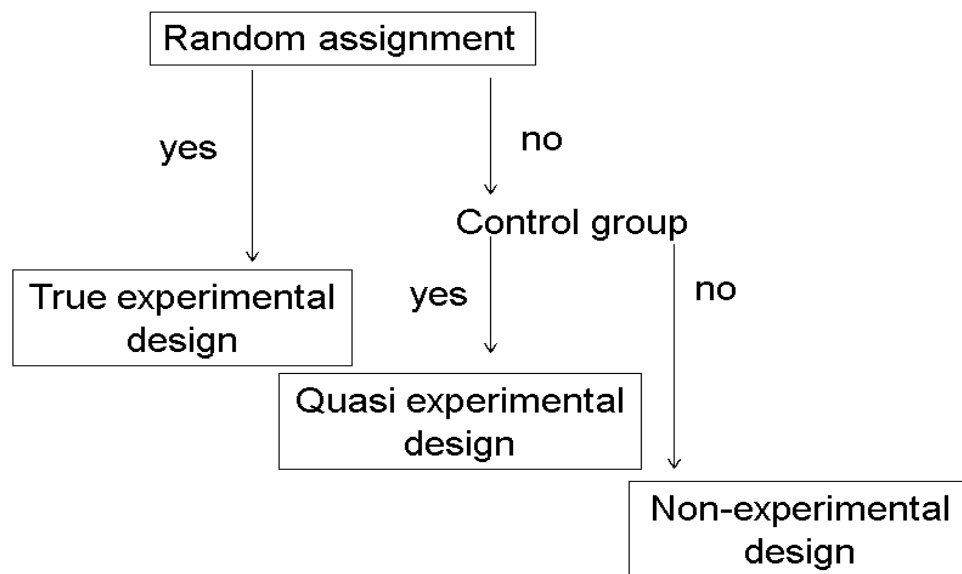 Random assignment
yes
no
Control group
True experimental
design
yes
no
Quasi experimental
design
Non-experimental
design